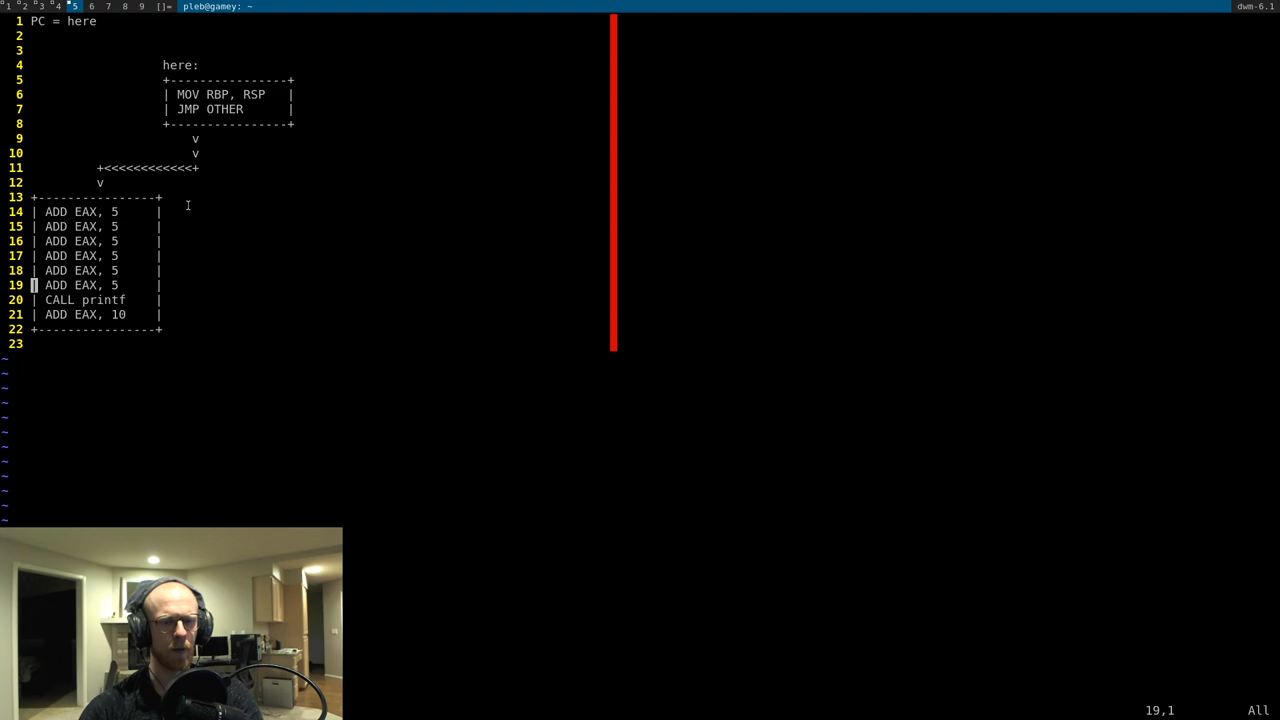 1 2 3 4 5 6 7 8 9 []= pleb@gamey: ~ dwm-6.1
1 PC = here
2
3
4 here:
5 +----------------+
6 | MOV RBP, RSP |
7 | JMP OTHER |
8 +----------------+
9 v
10 v
11 +<<<<<<<<<<<<+
12 v
13 +----------------+
14 | ADD EAX, 5 |
15 | ADD EAX, 5 |
16 | ADD EAX, 5 |
17 | ADD EAX, 5 |
18 | ADD EAX, 5 |
19 | ADD EAX, 5 |
20 | CALL printf |
21 | ADD EAX, 10 |
22 +----------------+
23
~
~
~
~
~
~
~
~
~
~
~
~
19,1 All